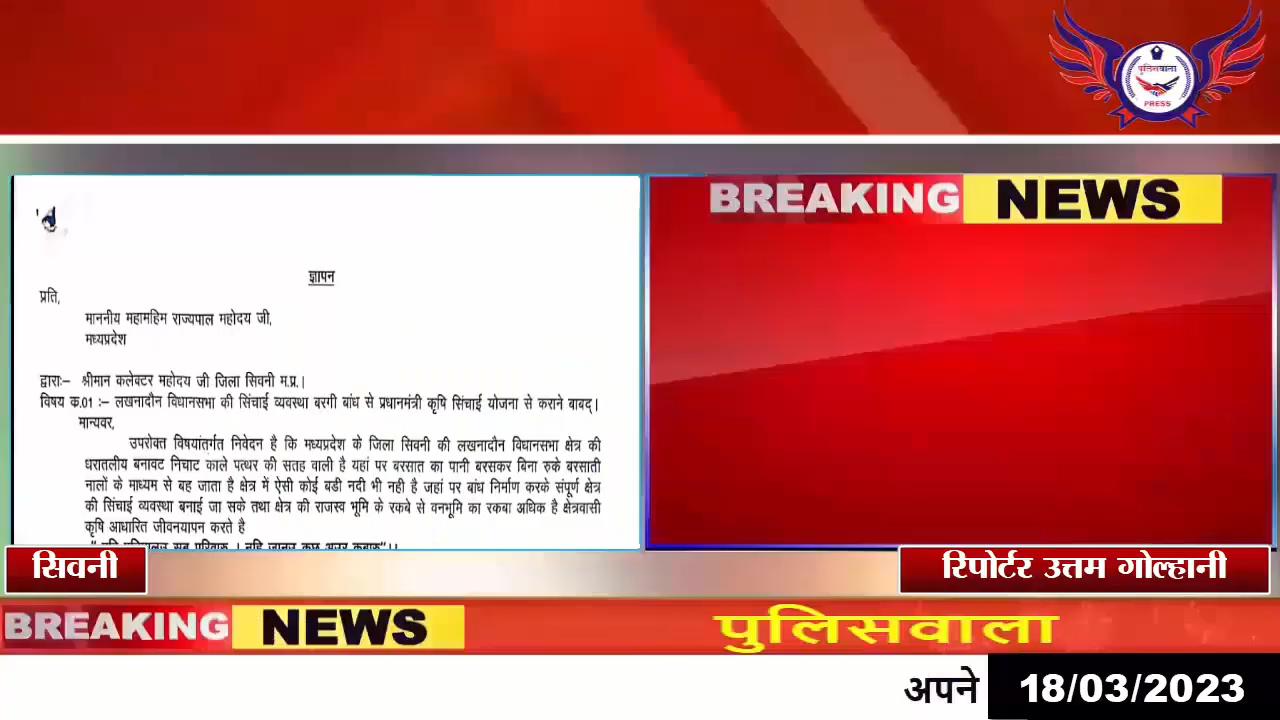 पुलिसवाला
PRESS
BREAKING NEWS
ज्ञापन
प्रति,
माननीय महामहिम राज्यपाल महोदय जी,
मध्यप्रदेश
द्वाराः– श्रीमान कलेक्टर महोदय जी जिला सिवनी म.प्र.।
विषय क.01 :– लखनादौन विधानसभा की सिंचाई व्यवस्था बरगी बांध से प्रधानमंत्री कृषि सिंचाई योजना से कराने बाबद्।
मान्यवर,
उपरोक्त विषयांतर्गत निवेदन है कि मध्यप्रदेश के जिला सिवनी की लखनादौन विधानसभा क्षेत्र की
धरातलीय बनावट निचाट काले पत्थर की सतह वाली है यहां पर बरसात का पानी बरसकर बिना रुके बरसाती
नालों के माध्यम से बह जाता है क्षेत्र में ऐसी कोई बडी नदी भी नही है जहां पर बांध निर्माण करके संपूर्ण क्षेत्र
की सिंचाई व्यवस्था बनाई जा सके तथा क्षेत्र की राजस्व भूमि के रकबे से वनभूमि का रकबा अधिक है क्षेत्रवासी
कृषि आधारित जीवनयापन करते है
सिवनी
रिपोर्टर उत्तम गोल्हानी
BREAKING NEWS
पुलिसवाला
अपने
18/03/2023